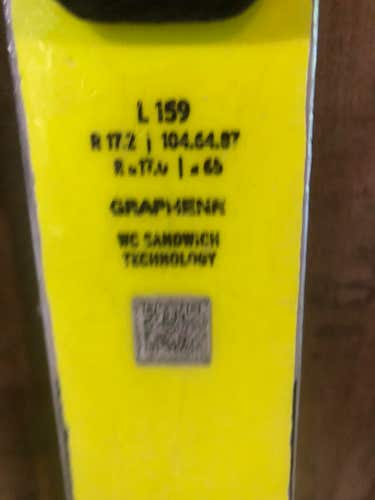 L 159
R 17.2 | 104.64.87
GRAPHENE
WC SANDWICH
TECHNOLOGY